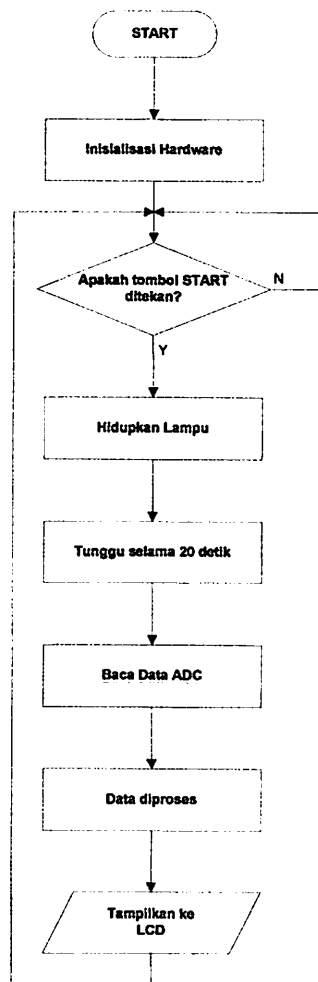 START
Inisialisasi Hardware
Apakah tombol START
ditekan?
N
Y
Hidupkan Lampu
Tunggu selama 20 detik
Baca Data ADC
Data diproses
Tampilkan ke
LCD